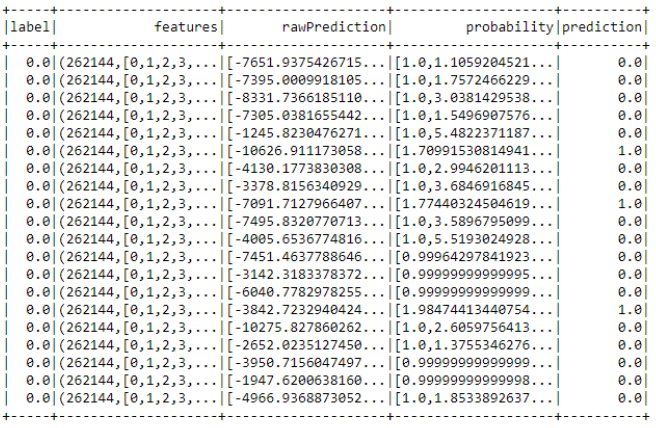 +-----+--------------------+--------------------+--------------------+----------+
|label|            features|       rawPrediction|         probability|prediction|
+-----+--------------------+--------------------+--------------------+----------+
|  0.0|(262144,[0,1,2,3,...|[-7651.9375426715...|[1.0,1.1059204521...|       0.0|
|  0.0|(262144,[0,1,2,3,...|[-7395.0009918105...|[1.0,1.7572466229...|       0.0|
|  0.0|(262144,[0,1,2,3,...|[-8331.7366185110...|[1.0,3.0381429538...|       0.0|
|  0.0|(262144,[0,1,2,3,...|[-7305.0381655442...|[1.0,1.5496907576...|       0.0|
|  0.0|(262144,[0,1,2,3,...|[-1245.8230476271...|[1.0,5.4822371187...|       0.0|
|  0.0|(262144,[0,1,2,3,...|[-10626.911173058...|[1.70991530814941...|       1.0|
|  0.0|(262144,[0,1,2,3,...|[-4130.1773830308...|[1.0,2.9946201113...|       0.0|
|  0.0|(262144,[0,1,2,3,...|[-3378.8156340929...|[1.0,3.6846916845...|       0.0|
|  0.0|(262144,[0,1,2,3,...|[-7091.7127966407...|[1.77440324504619...|       1.0|
|  0.0|(262144,[0,1,2,3,...|[-7495.8320770713...|[1.0,3.5896795099...|       0.0|
|  0.0|(262144,[0,1,2,3,...|[-4005.6536774816...|[1.0,5.5193024928...|       0.0|
|  0.0|(262144,[0,1,2,3,...|[-7451.4637788646...|[0.99964297841923...|       0.0|
|  0.0|(262144,[0,1,2,3,...|[-3142.3183378372...|[0.99999999999995...|       0.0|
|  0.0|(262144,[0,1,2,3,...|[-6040.7782978255...|[0.99999999999999...|       0.0|
|  0.0|(262144,[0,1,2,3,...|[-3842.7232940424...|[1.98474413440754...|       1.0|
|  0.0|(262144,[0,1,2,3,...|[-10275.827860262...|[1.0,2.6059756413...|       0.0|
|  0.0|(262144,[0,1,2,3,...|[-2652.0235127450...|[1.0,1.3755346276...|       0.0|
|  0.0|(262144,[0,1,2,3,...|[-3950.7156047497...|[0.99999999999999...|       0.0|
|  0.0|(262144,[0,1,2,3,...|[-1947.6200638160...|[0.99999999999998...|       0.0|
|  0.0|(262144,[0,1,2,3,...|[-4966.9368873052...|[1.0,1.8533892637...|       0.0|
+-----+--------------------+--------------------+--------------------+----------+